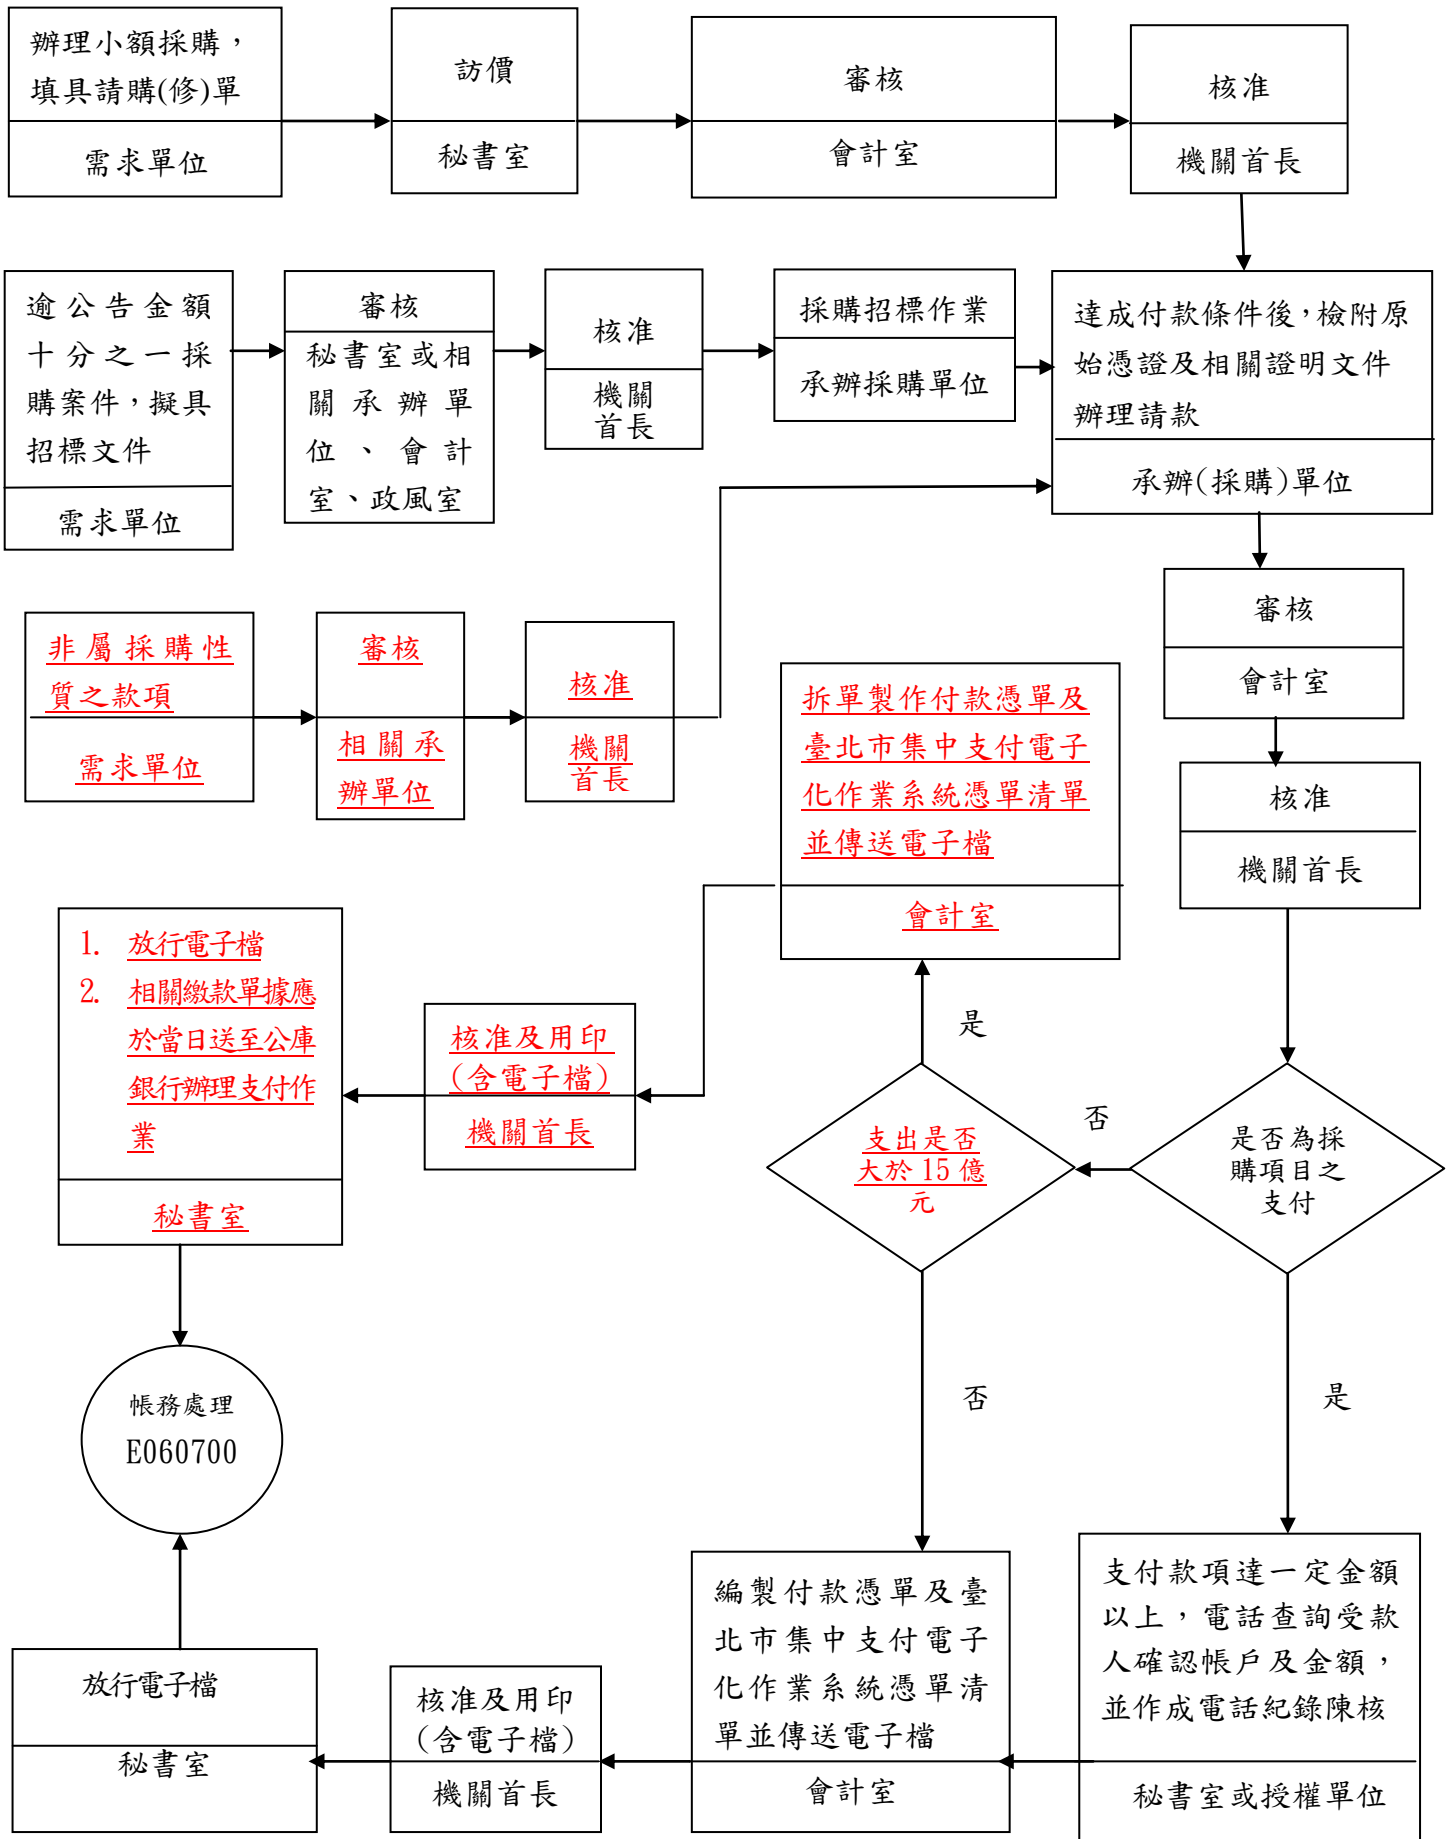 辦理小額採購，
填具請購(修)單
需求單位
訪價
秘書室
審核
會計室
核准
機關首長
逾公告金額
十分之一採
購案件，擬具
招標文件
需求單位
審核
秘書室或相
關承辦單
位、會計
室、政風室
核准
機關
首長
採購招標作業
承辦採購單位
達成付款條件後，檢附原
始憑證及相關證明文件
辦理請款
承辦(採購)單位
非屬採購性
質之款項
需求單位
審核
相關承
辦單位
核准
機關
首長
審核
會計室
核准
機關首長
拆單製作付款憑單及
臺北市集中支付電子
化作業系統憑單清單
並傳送電子檔
會計室
1. 放行電子檔
2. 相關繳款單據應
於當日送至公庫
銀行辦理支付作
業
秘書室
核准及用印
(含電子檔)
機關首長
是
支出是否
大於 15 億
元
否
是否為採
購項目之
支付
帳務處理
E060700
否
是
放行電子檔
秘書室
核准及用印
(含電子檔)
機關首長
編製付款憑單及臺
北市集中支付電子
化作業系統憑單清
單並傳送電子檔
會計室
支付款項達一定金額
以上，電話查詢受款
人確認帳戶及金額，
並作成電話紀錄陳核
秘書室或授權單位